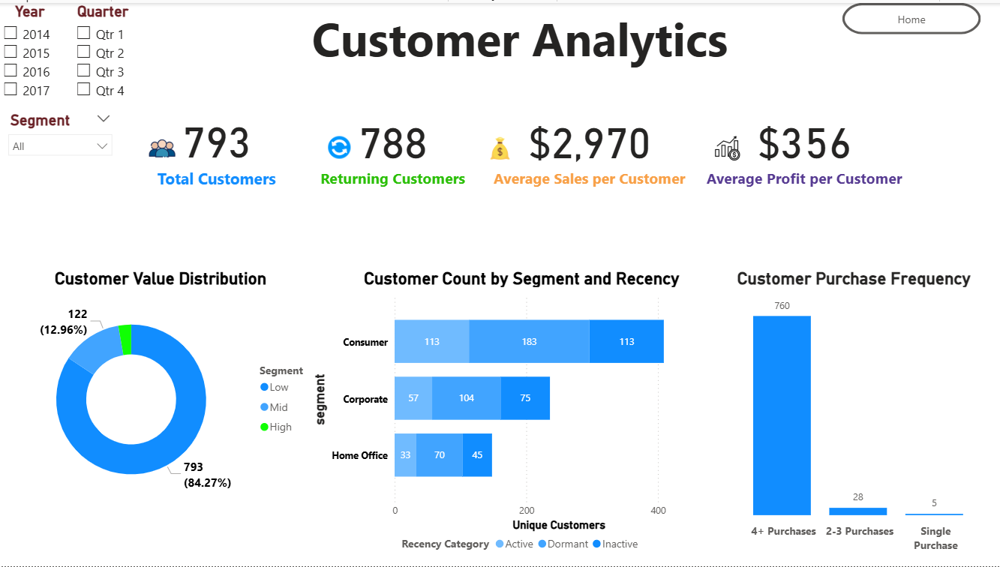 Year
2014
2015
2016
2017
Quarter
Qtr 1
Qtr 2
Qtr 3
Qtr 4
Customer Analytics
Home
Segment
All
793
Total Customers
788
Returning Customers
$2,970
Average Sales per Customer
$356
Average Profit per Customer
Customer Value Distribution
122
(12.96%)
793
(84.27%)
Segment
Low
Mid
High
Customer Count by Segment and Recency
segment
Consumer
113 183 113
Corporate
57 104 75
Home Office
33 70 45
0 200 400
Unique Customers
Recency Category Active Dormant Inactive
Customer Purchase Frequency
760
28
5
4+ Purchases
2-3 Purchases
Single
Purchase